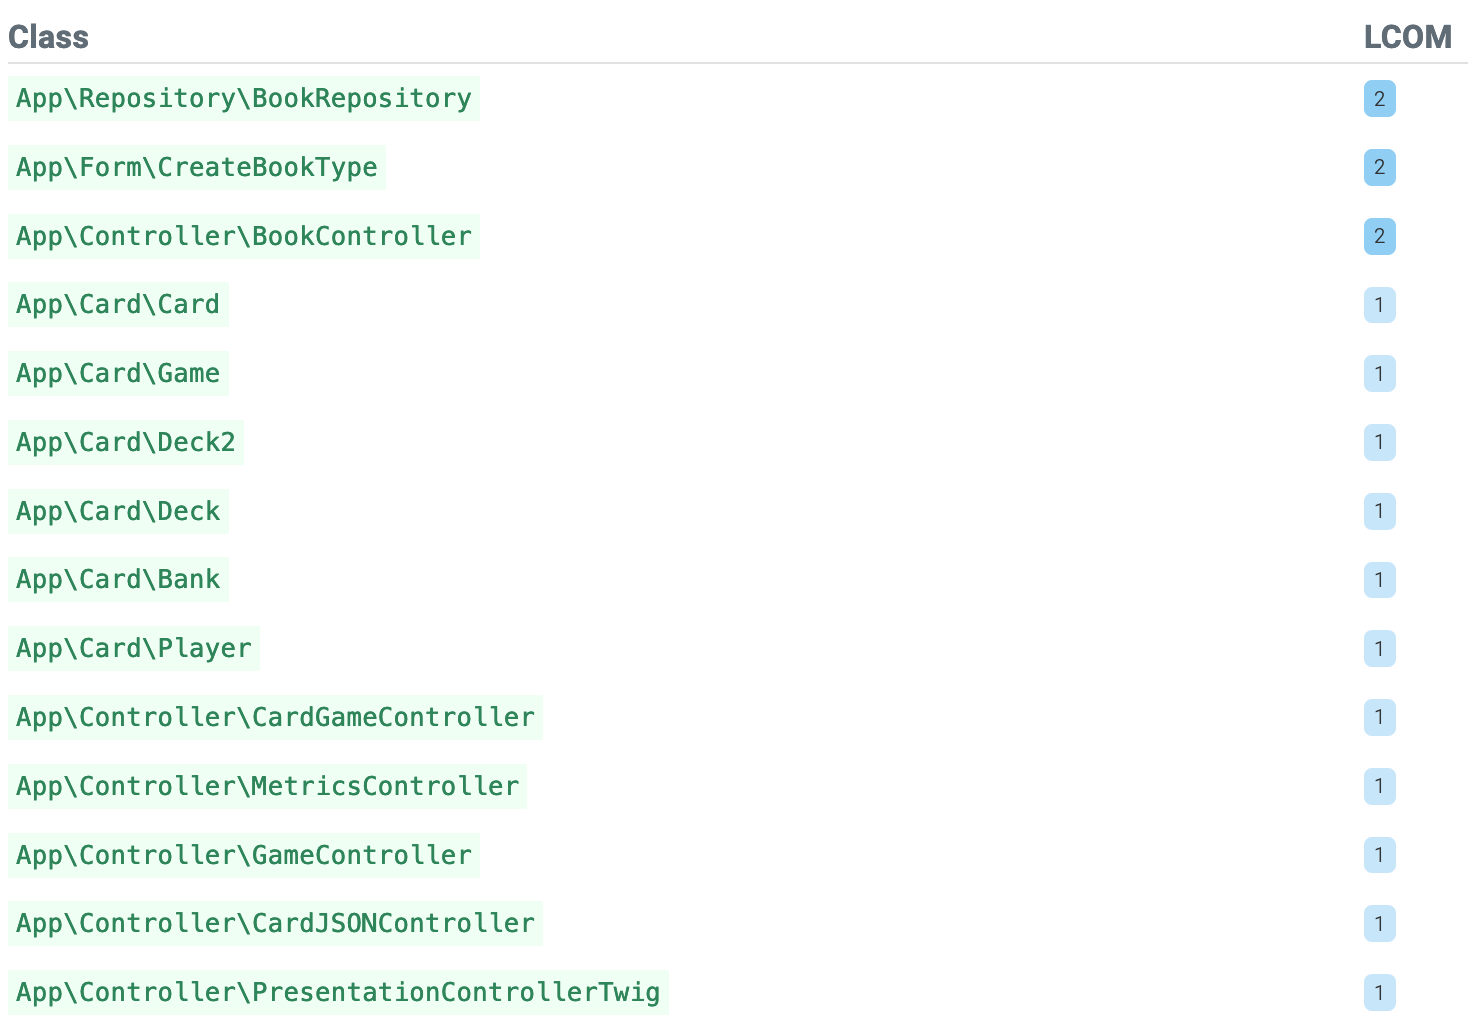 Class LCOM
App\Repository\BookRepository 2
App\Form\CreateBookType 2
App\Controller\BookController 2
App\Card\Card 1
App\Card\Game 1
App\Card\Deck2 1
App\Card\Deck 1
App\Card\Bank 1
App\Card\Player 1
App\Controller\CardGameController 1
App\Controller\MetricsController 1
App\Controller\GameController 1
App\Controller\CardJSONController 1
App\Controller\PresentationControllerTwig 1